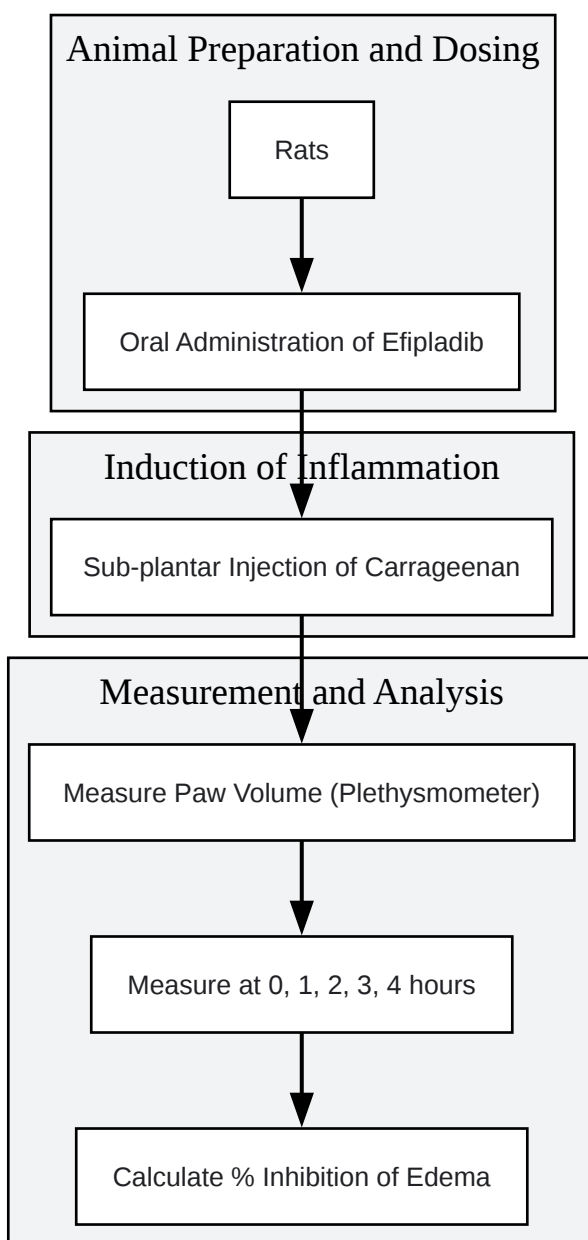 Animal Preparation and Dosing
Rats
Oral Administration of Efipladib
Induction of Inflammation
Sub-plantar Injection of Carrageenan
Measurement and Analysis
Measure Paw Volume (Plethysmometer)
Measure at 0, 1, 2, 3, 4 hours
Calculate % Inhibition of Edema